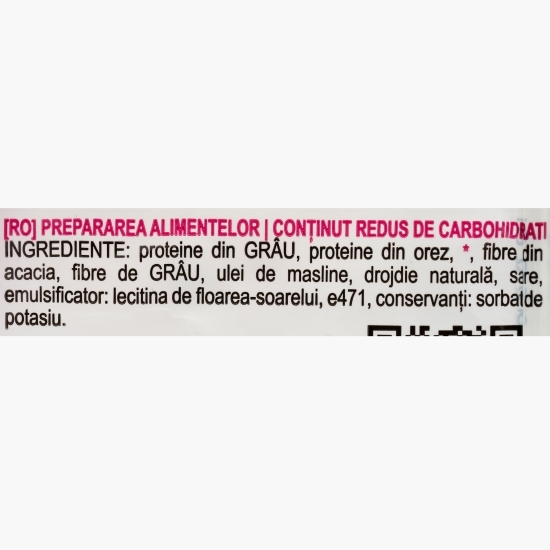 [RO] PREPARAREA ALIMENTELOR | CONȚINUT REDUS DE CARBOHIDRATI
INGREDIENTE: proteine din GRÂU, proteine din orez, *, fibre din
acacia, fibre de GRÂU, ulei de masline, drojdie naturală, sare,
emulsificator: lecitina de floarea-soarelui, e471, conservanți: sorbat de
potasiu.